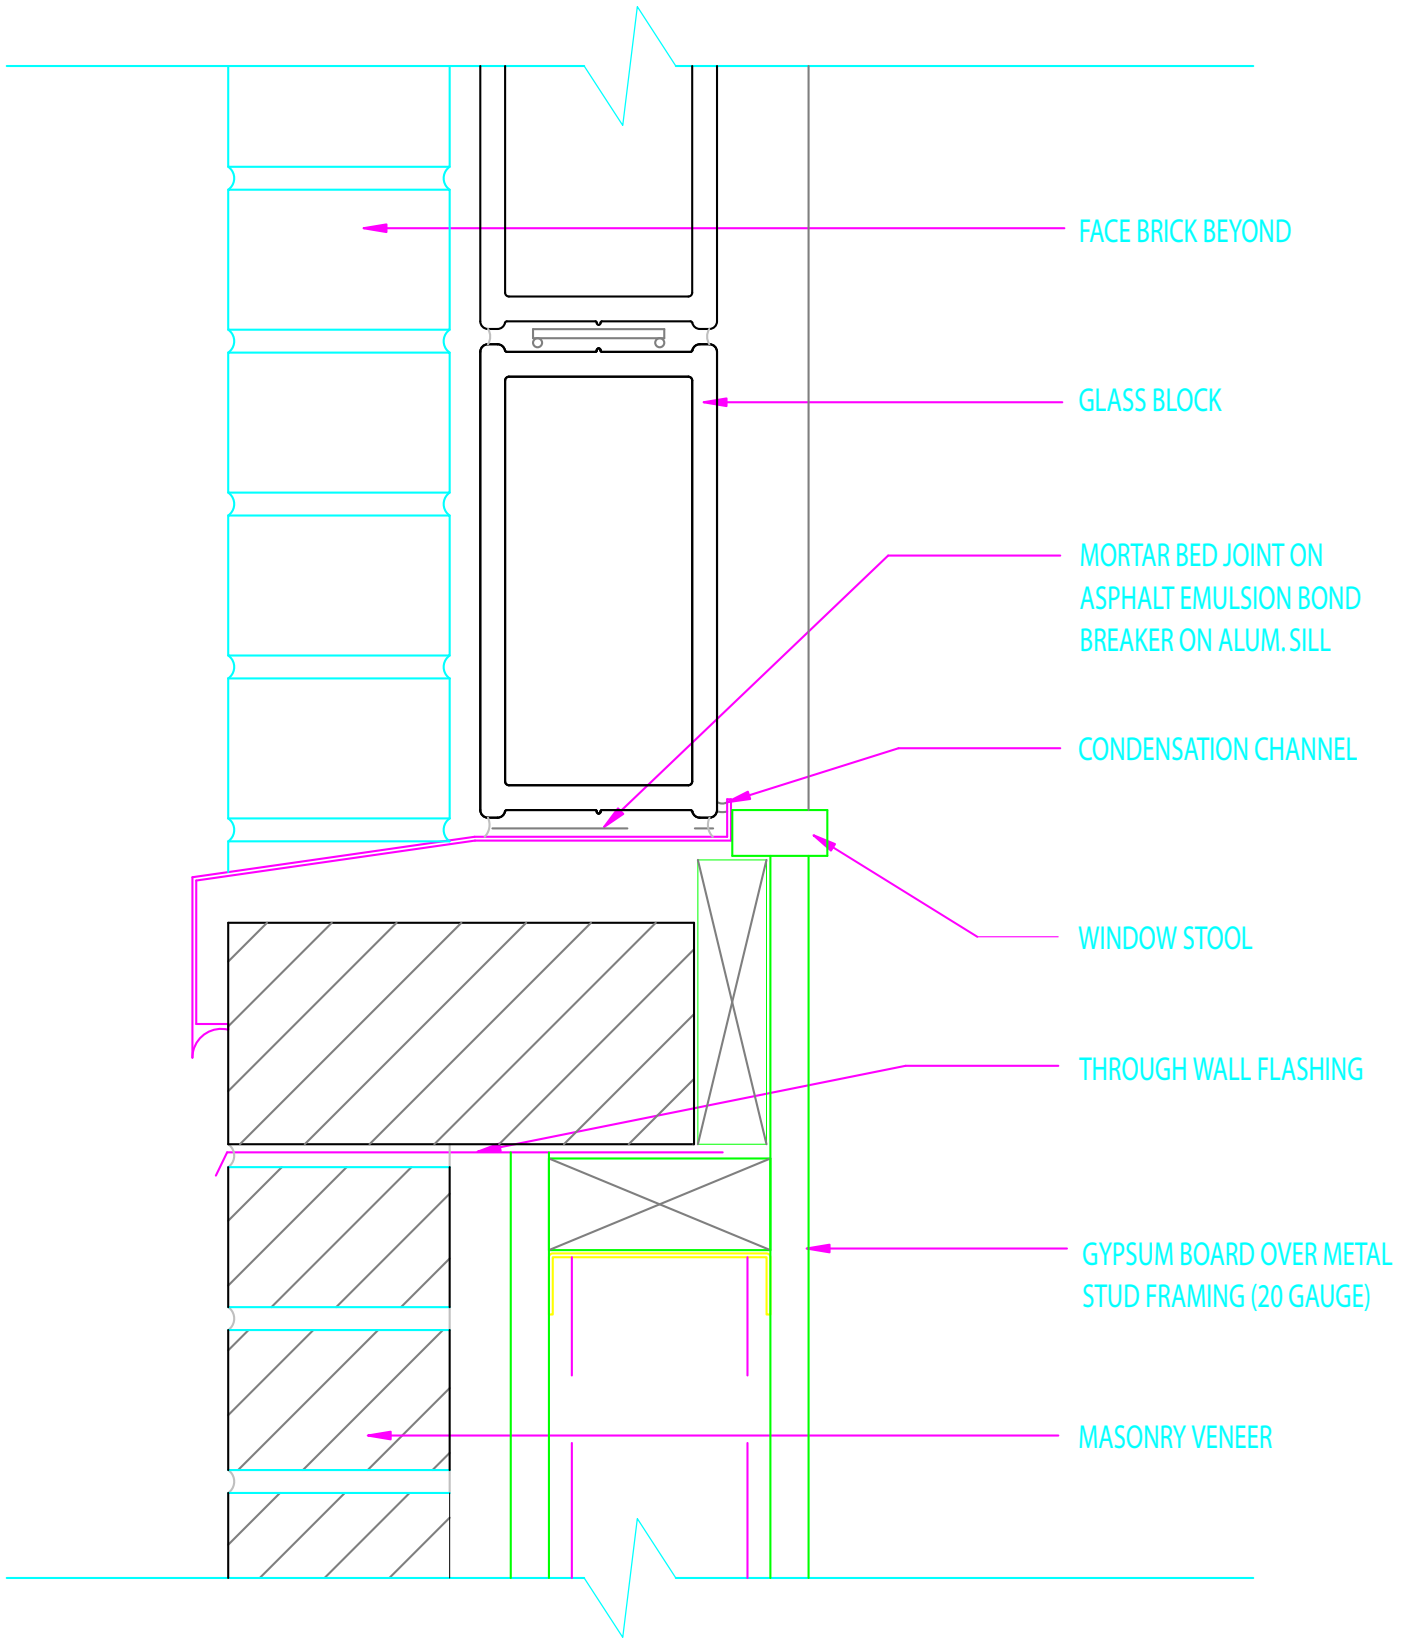 FACE BRICK BEYOND
GLASS BLOCK
MORTAR BED JOINT ON
ASPHALT EMULSION BOND
BREAKER ON ALUM. SILL
CONDENSATION CHANNEL
WINDOW STOOL
THROUGH WALL FLASHING
GYPSUM BOARD OVER METAL
STUD FRAMING (20 GAUGE)
MASONRY VENEER